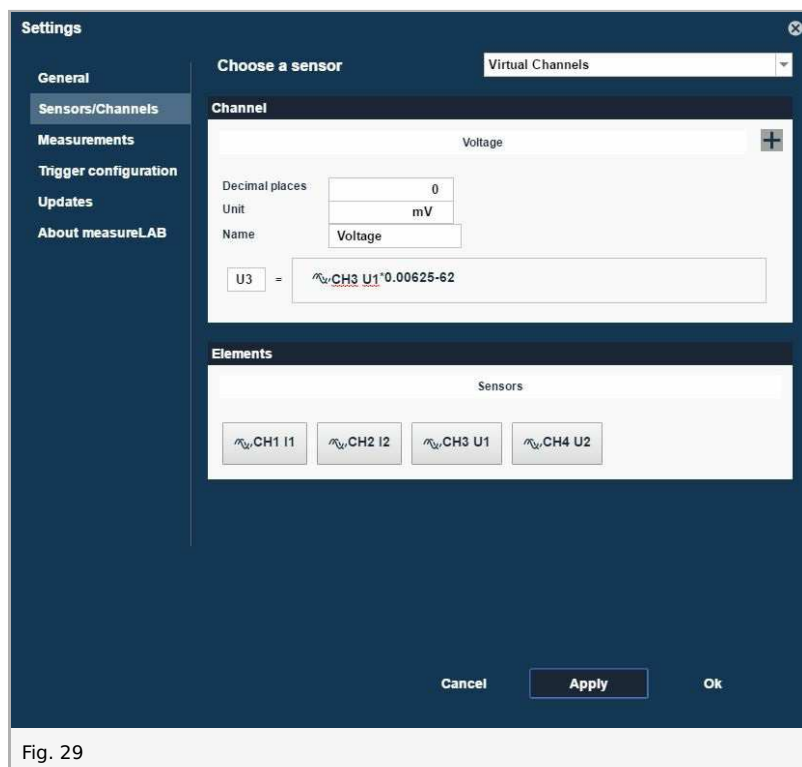 Settings
General
Sensors/Channels
Measurements
Trigger configuration
Updates
About measureLAB
Choose a sensor
Virtual Channels
Channel
Voltage
Decimal places 0
Unit mV
Name Voltage
U3 = CH3 U1*0.00625-62
Elements
Sensors
CH1 I1 CH2 I2 CH3 U1 CH4 U2
Cancel Apply Ok
Fig. 29